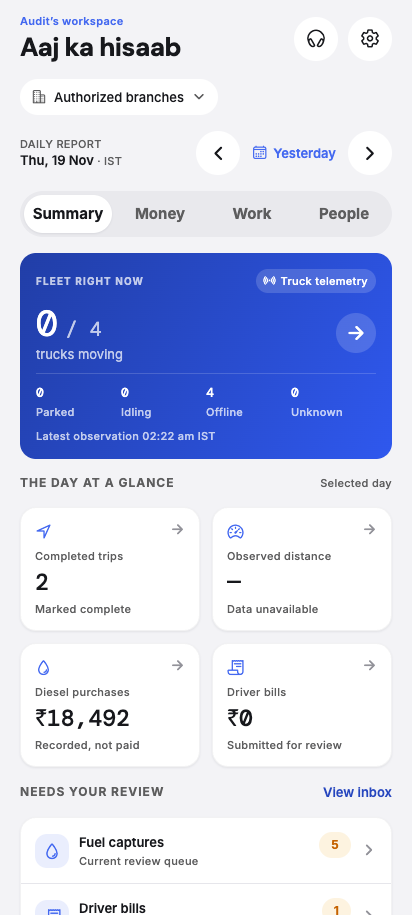 Audit's workspace
Aaj ka hisaab
Authorized branches
DAILY REPORT
Thu, 19 Nov · IST
Yesterday
Summary
Money
Work
People
FLEET RIGHT NOW
Truck telemetry
0 / 4
trucks moving
0
0
4
0
Parked
Idling
Offline
Unknown
Latest observation 02:22 am IST
THE DAY AT A GLANCE
Selected day
Completed trips
2
Marked complete
Observed distance
—
Data unavailable
Diesel purchases
₹18,492
Recorded, not paid
Driver bills
₹0
Submitted for review
NEEDS YOUR REVIEW
View inbox
Fuel captures
5
Current review queue
Driver bills
1